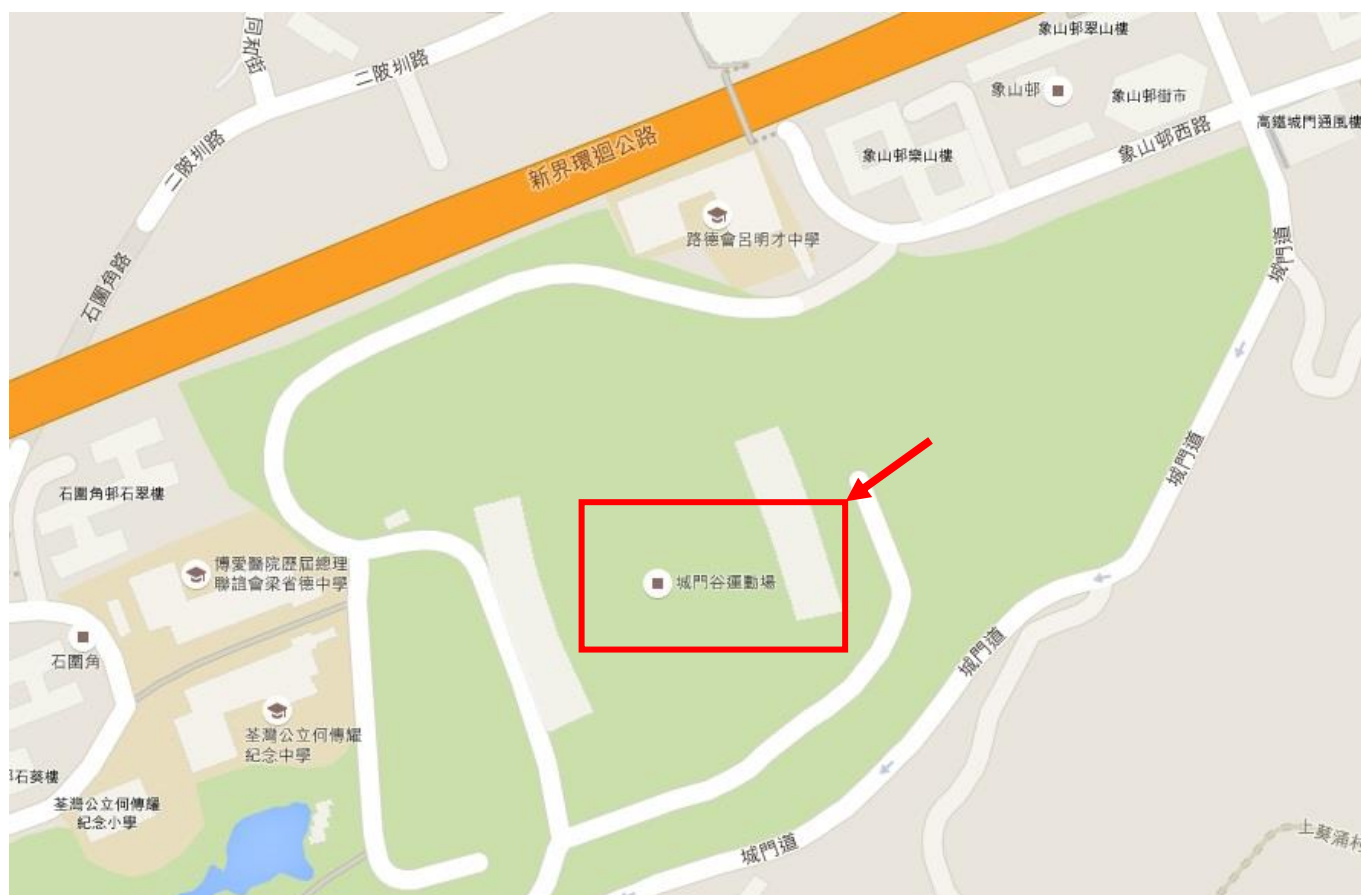 同和街
二陂圳路
二陂圳路
新界環迴公路
石圍角路
象山邨翠山樓
象山邨
象山邨街市
高鐵城門通風樓
象山邨樂山樓
象山邨西路
路德會呂明才中學
城門道
城門道
石圍角邨石翠樓
博愛醫院歷屆總理
聯誼會梁省德中學
城門谷運動場
城門道
石圍角
荃灣公立何傳耀
紀念中學
邨石葵樓
荃灣公立何傳耀
紀念小學
城門道
上葵涌村